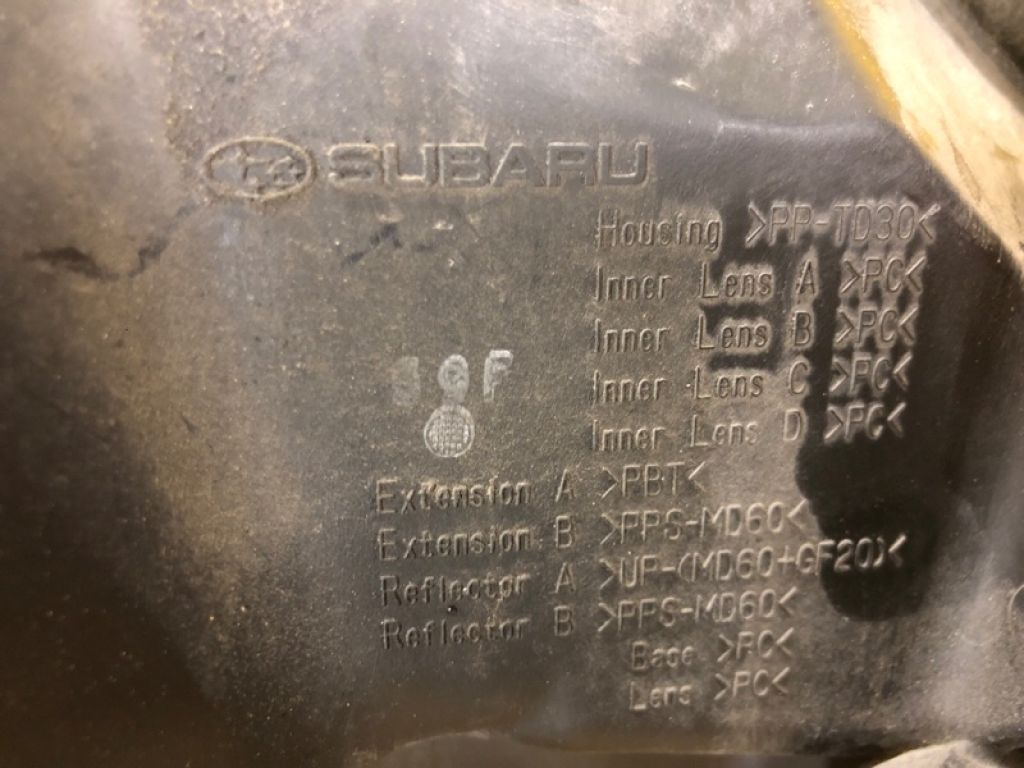 SUBARU
Housing >PP-TD30<
Inner Lens A >PC<
Inner Lens B >PC<
Inner Lens C >PC<
Inner Lens D >PC<
Extension A >PBT<
Extension B >PPS-MD60<
Reflector A >UP-(MD60+GF20)<
Reflector B >PPS-MD60<
Base >PC<
Lens >PC<